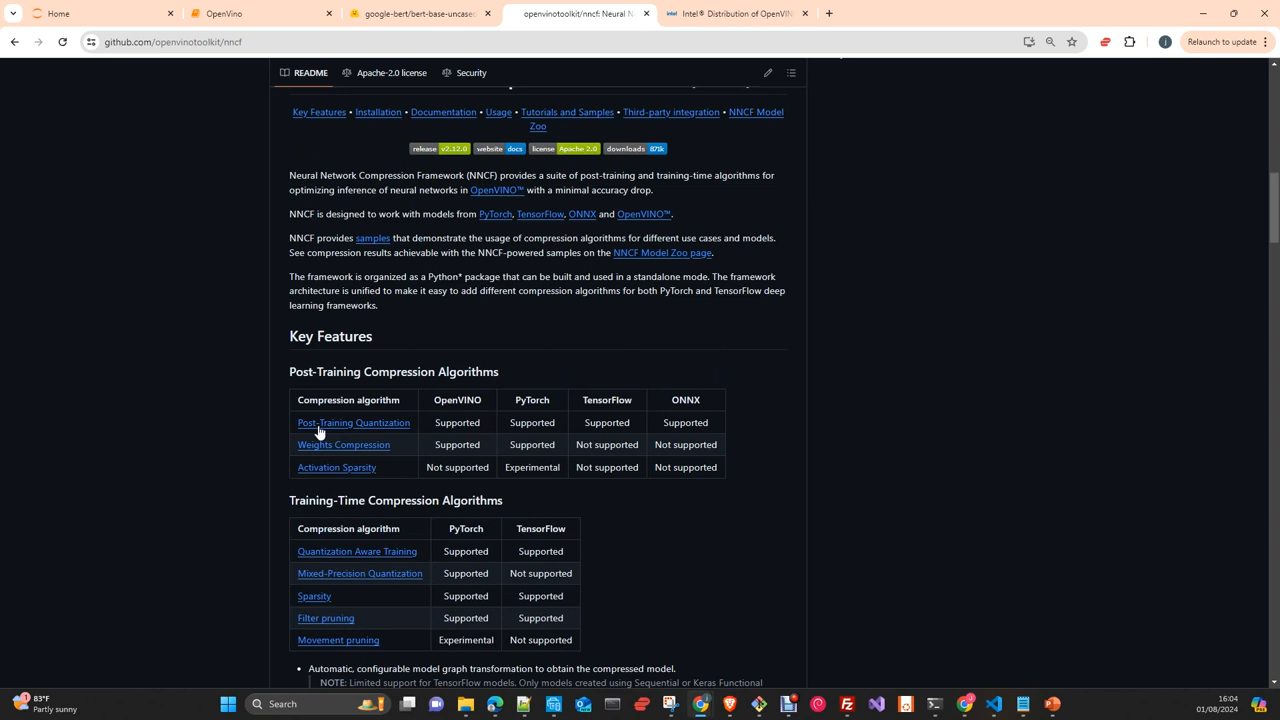 Home
OpenVino
google-bert/bert-base-uncased
openvinotoolkit/nncf: Neural N
Intel® Distribution of OpenVIN
github.com/openvinotoolkit/nncf
Relaunch to update
README
Apache-2.0 license
Security
Key Features • Installation • Documentation • Usage • Tutorials and Samples • Third-party integration • NNCF Model
Zoo
release v2.12.0 website docs license Apache 2.0 downloads 871k
Neural Network Compression Framework (NNCF) provides a suite of post-training and training-time algorithms for
optimizing inference of neural networks in OpenVINO™ with a minimal accuracy drop.
NNCF is designed to work with models from PyTorch, TensorFlow, ONNX and OpenVINO™.
NNCF provides samples that demonstrate the usage of compression algorithms for different use cases and models.
See compression results achievable with the NNCF-powered samples on the NNCF Model Zoo page.
The framework is organized as a Python* package that can be built and used in a standalone mode. The framework
architecture is unified to make it easy to add different compression algorithms for both PyTorch and TensorFlow deep
learning frameworks.
Key Features
Post-Training Compression Algorithms
Compression algorithm OpenVINO PyTorch TensorFlow ONNX
Post-Training Quantization Supported Supported Supported Supported
Weights Compression Supported Supported Not supported Not supported
Activation Sparsity Not supported Experimental Not supported Not supported
Training-Time Compression Algorithms
Compression algorithm PyTorch TensorFlow
Quantization Aware Training Supported Supported
Mixed-Precision Quantization Supported Not supported
Sparsity Supported Supported
Filter pruning Supported Supported
Movement pruning Experimental Not supported
• Automatic, configurable model graph transformation to obtain the compressed model.
NOTE: Limited support for TensorFlow models. Only models created using Sequential or Keras Functional
83°F
Partly sunny
Search
16:04
01/08/2024